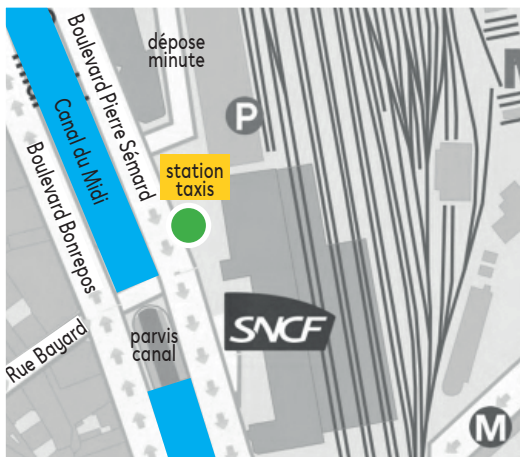 dépose
minute
Boulevard Pierre Sémard
Canal du Midi
P
station
taxis
Boulevard Bonrepos
SNCF
parvis
canal
Rue Bayard
M